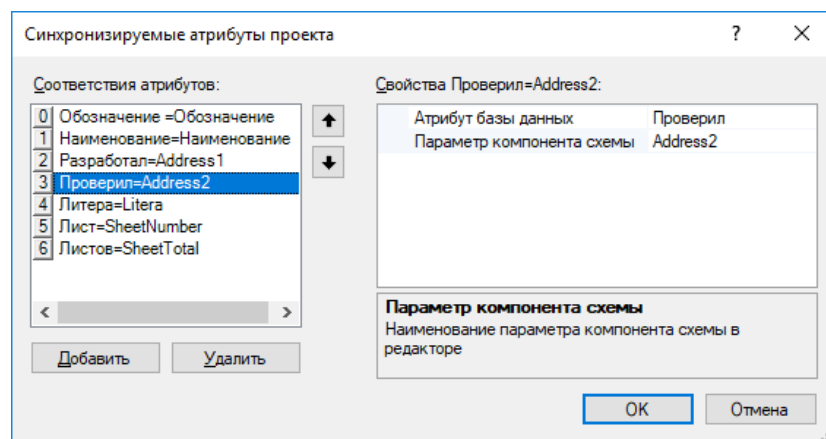 Синхронизируемые атрибуты проекта
Соответствия атрибутов:
0 Обозначение =Обозначение
1 Наименование=Наименование
2 Разработал=Address1
3 Проверил=Address2
4 Литера=Litera
5 Лист=SheetNumber
6 Листов=SheetTotal
Добавить Удалить
Свойства Проверил=Address2:
Атрибут базы данных Проверил
Параметр компонента схемы Address2
Параметр компонента схемы
Наименование параметра компонента схемы в
редакторе
OK Отмена